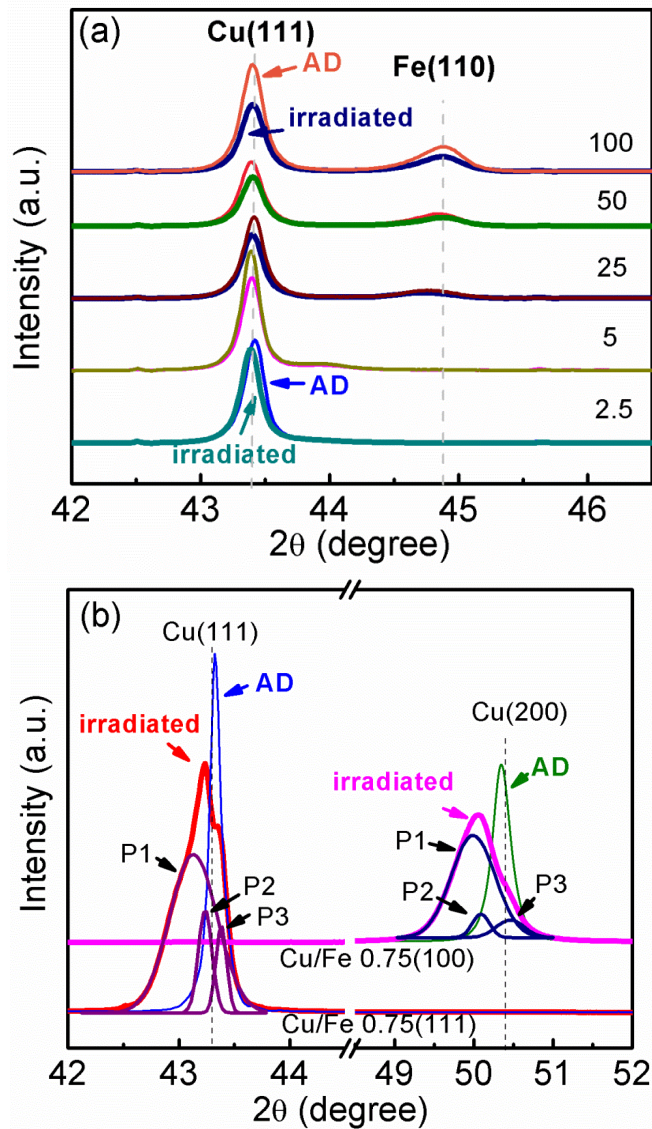 (a)
Cu(111)
Fe(110)
AD
irradiated
100
50
25
5
2.5
AD
irradiated
Intensity (a.u.)
42 43 44 45 46
2θ (degree)
(b)
Cu(111)
AD
irradiated
P1
P2
P3
Cu(200)
AD
irradiated
P1
P2
P3
Cu/Fe 0.75(100)
Cu/Fe 0.75(111)
Intensity (a.u.)
42 43 44 49 50 51 52
2θ (degree)